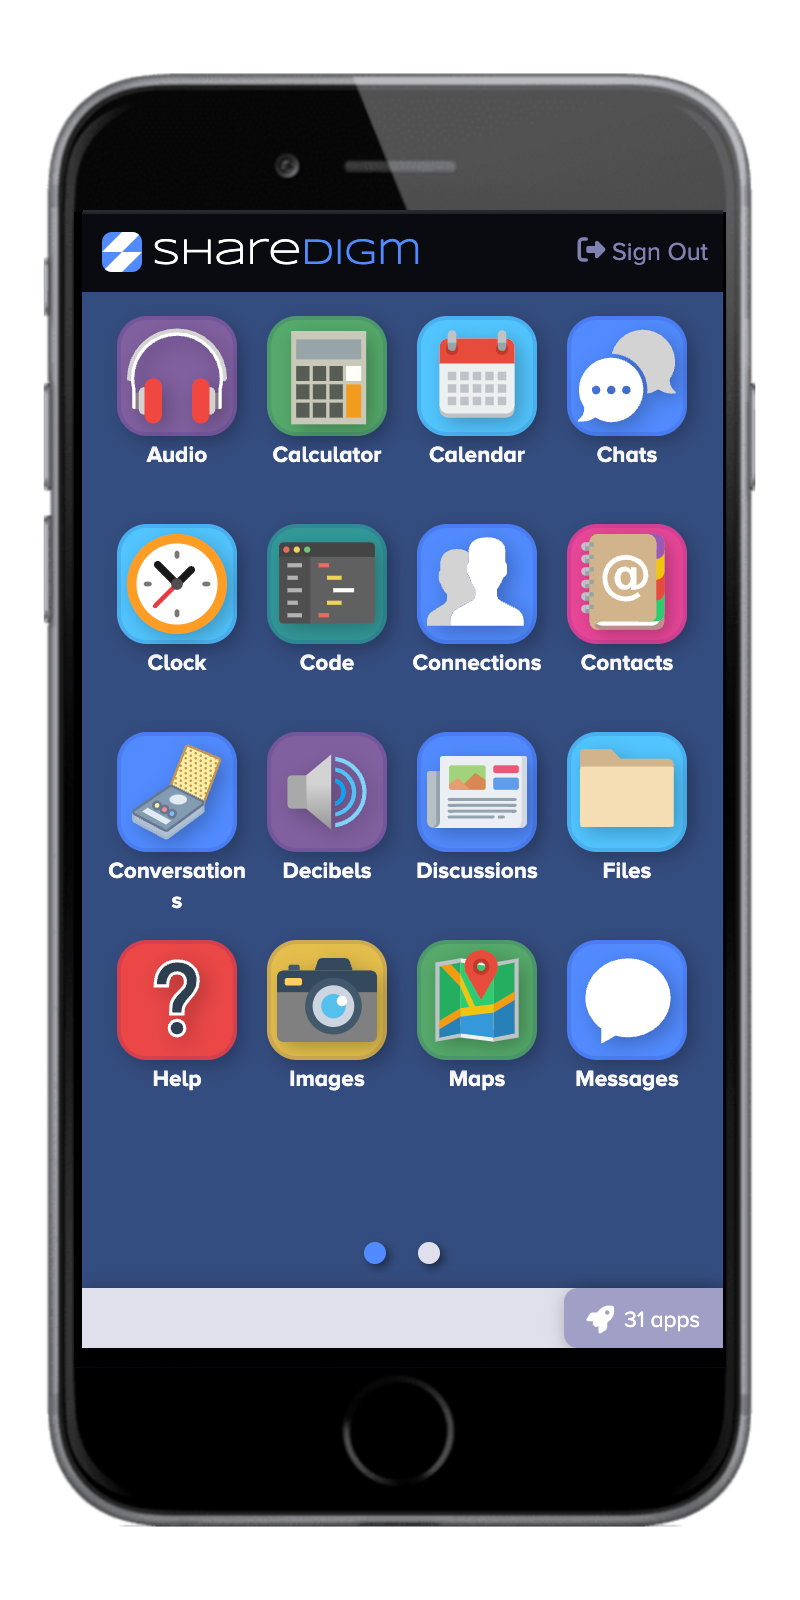 SHAREDIGM
Sign Out
Audio
Calculator
Calendar
Chats
Clock
Code
Connections
@
Contacts
Conversation
s
Decibels
Discussions
Files
?
Help
Images
Maps
Messages
31 apps